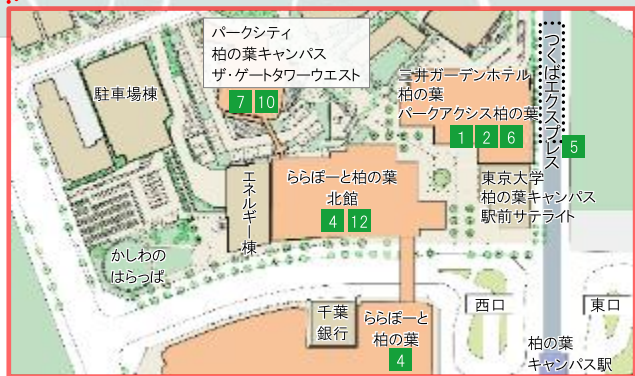 パークシティ
柏の葉キャンパス
ザ・ゲートタワーウエスト
7 10
駐車場棟
三井ガーデンホテル
柏の葉
パークアクシス柏の葉
1 2 6
つくばエクスプレス
5
東京大学
柏の葉キャンパス
駅前サテライト
エネルギー棟
ららぽーと柏の葉
北館
4 12
かしわの
はらっぱ
千葉
銀行
ららぽーと
柏の葉
4
西口
東口
柏の葉
キャンパス駅